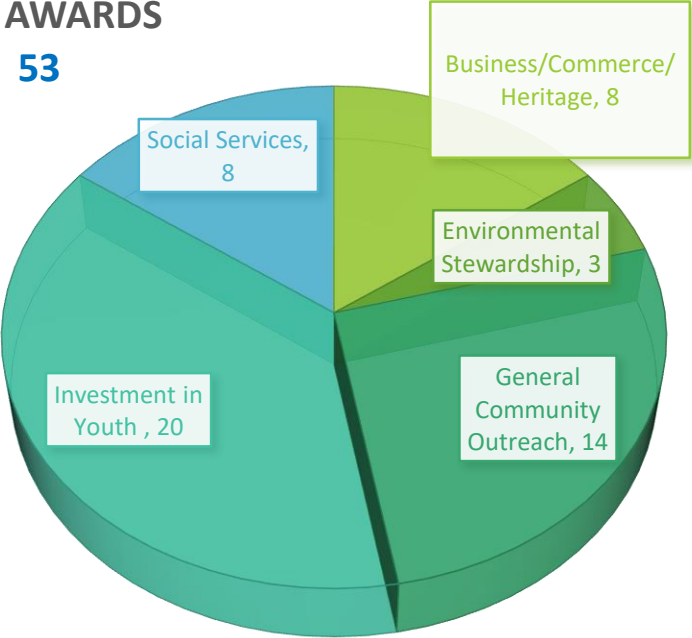 AWARDS
53
Business/Commerce/
Heritage, 8
Social Services,
8
Environmental
Stewardship, 3
General
Community
Outreach, 14
Investment in
Youth , 20